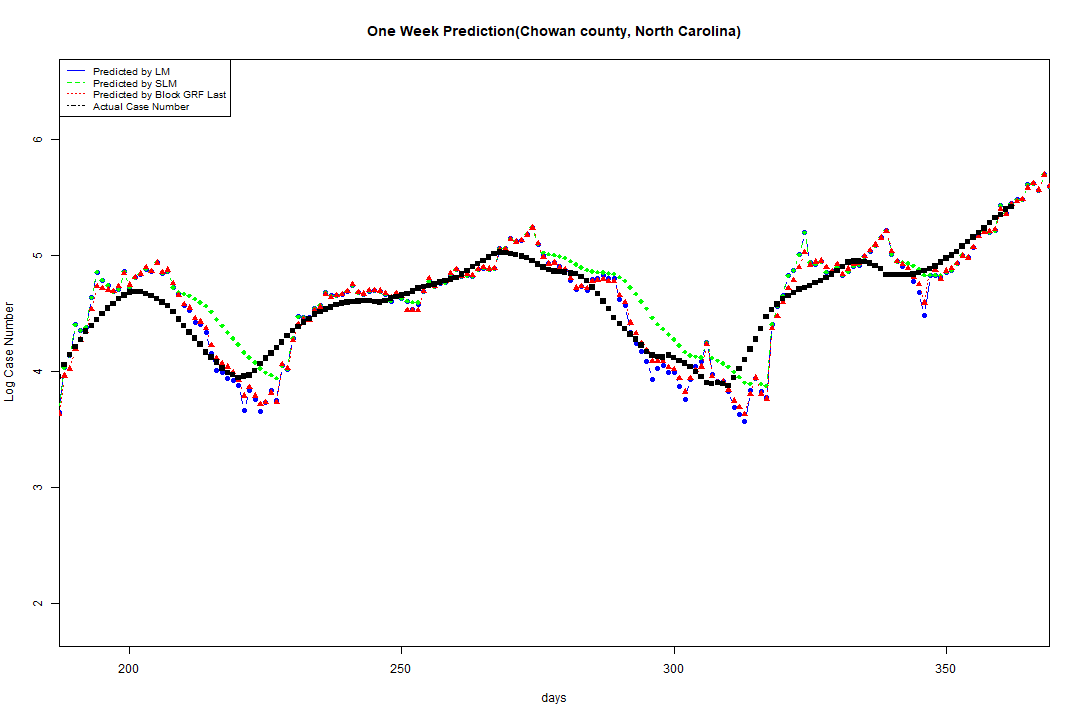 One Week Prediction(Chowan county, North Carolina)
Predicted by LM
Predicted by SLM
Predicted by Block GRF Last
Actual Case Number
6
5
4
3
2
Log Case Number
200
250
300
350
days